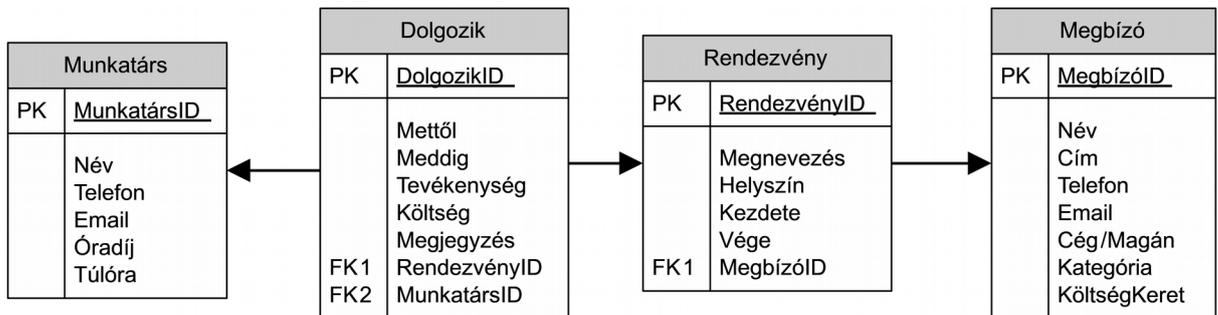 Munkatárs
PK MunkatársID
Név
Telefon
Email
Óradíj
Túlóra
Dolgozik
PK DolgozikID
Mettől
Meddig
Tevékenység
Költség
Megjegyzés
FK1 RendezvényID
FK2 MunkatársID
Rendezvény
PK RendezvényID
Megnevezés
Helyszín
Kezdete
Vége
FK1 MegbízóID
Megbízó
PK MegbízóID
Név
Cím
Telefon
Email
Cég/Magán
Kategória
KöltségKeret